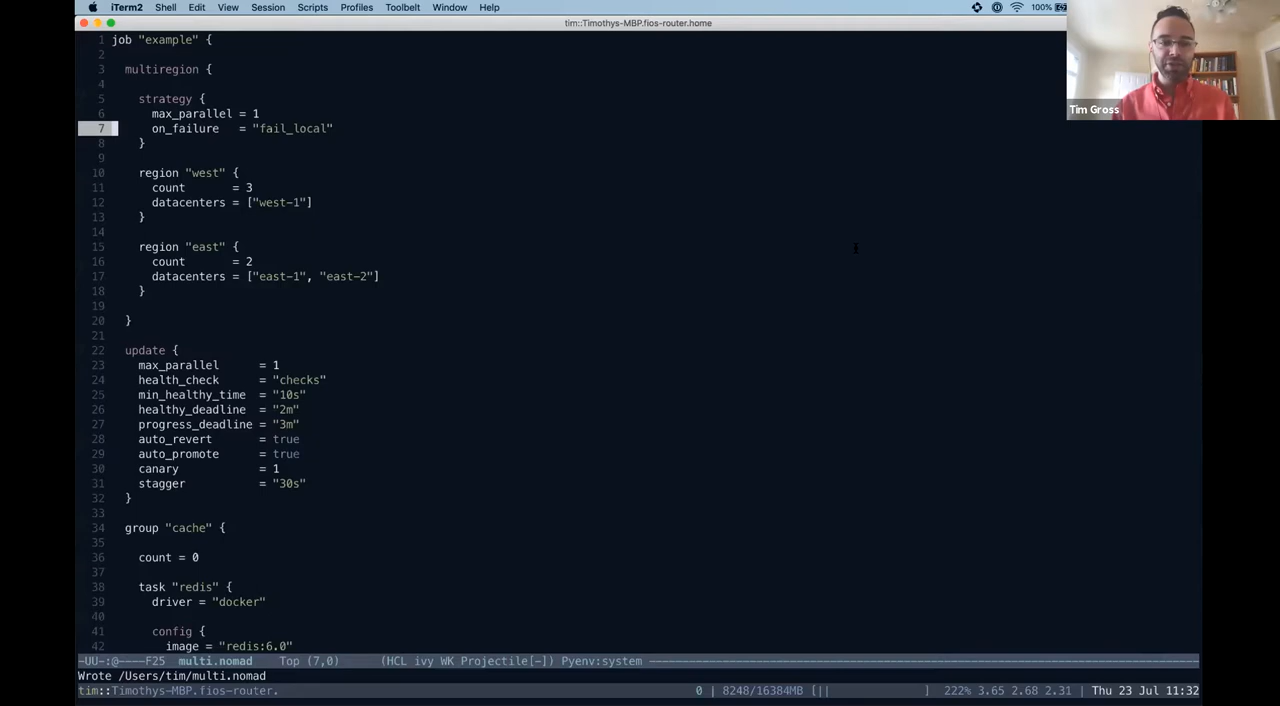 iTerm2 Shell Edit View Session Scripts Profiles Toolbelt Window Help 100%
tim::Timothys-MBP.fios-router.home
Tim Gross
1 job "example" {
2
3 multiregion {
4
5 strategy {
6 max_parallel = 1
7 on_failure = "fail_local"
8 }
9
10 region "west" {
11 count = 3
12 datacenters = ["west-1"]
13 }
14
15 region "east" {
16 count = 2
17 datacenters = ["east-1", "east-2"]
18 }
19
20 }
21
22 update {
23 max_parallel = 1
24 health_check = "checks"
25 min_healthy_time = "10s"
26 healthy_deadline = "2m"
27 progress_deadline = "3m"
28 auto_revert = true
29 auto_promote = true
30 canary = 1
31 stagger = "30s"
32 }
33
34 group "cache" {
35
36 count = 0
37
38 task "redis" {
39 driver = "docker"
40
41 config {
42 image = "redis:6.0"
-UU-:@----F25 multi.nomad Top (7,0) (HCL ivy WK Projectile[-]) Pyenv:system
Wrote /Users/tim/multi.nomad
tim::Timothys-MBP.fios-router. 0 | 8248/16384MB [|| ] 222% 3.65 2.68 2.31 | Thu 23 Jul 11:32